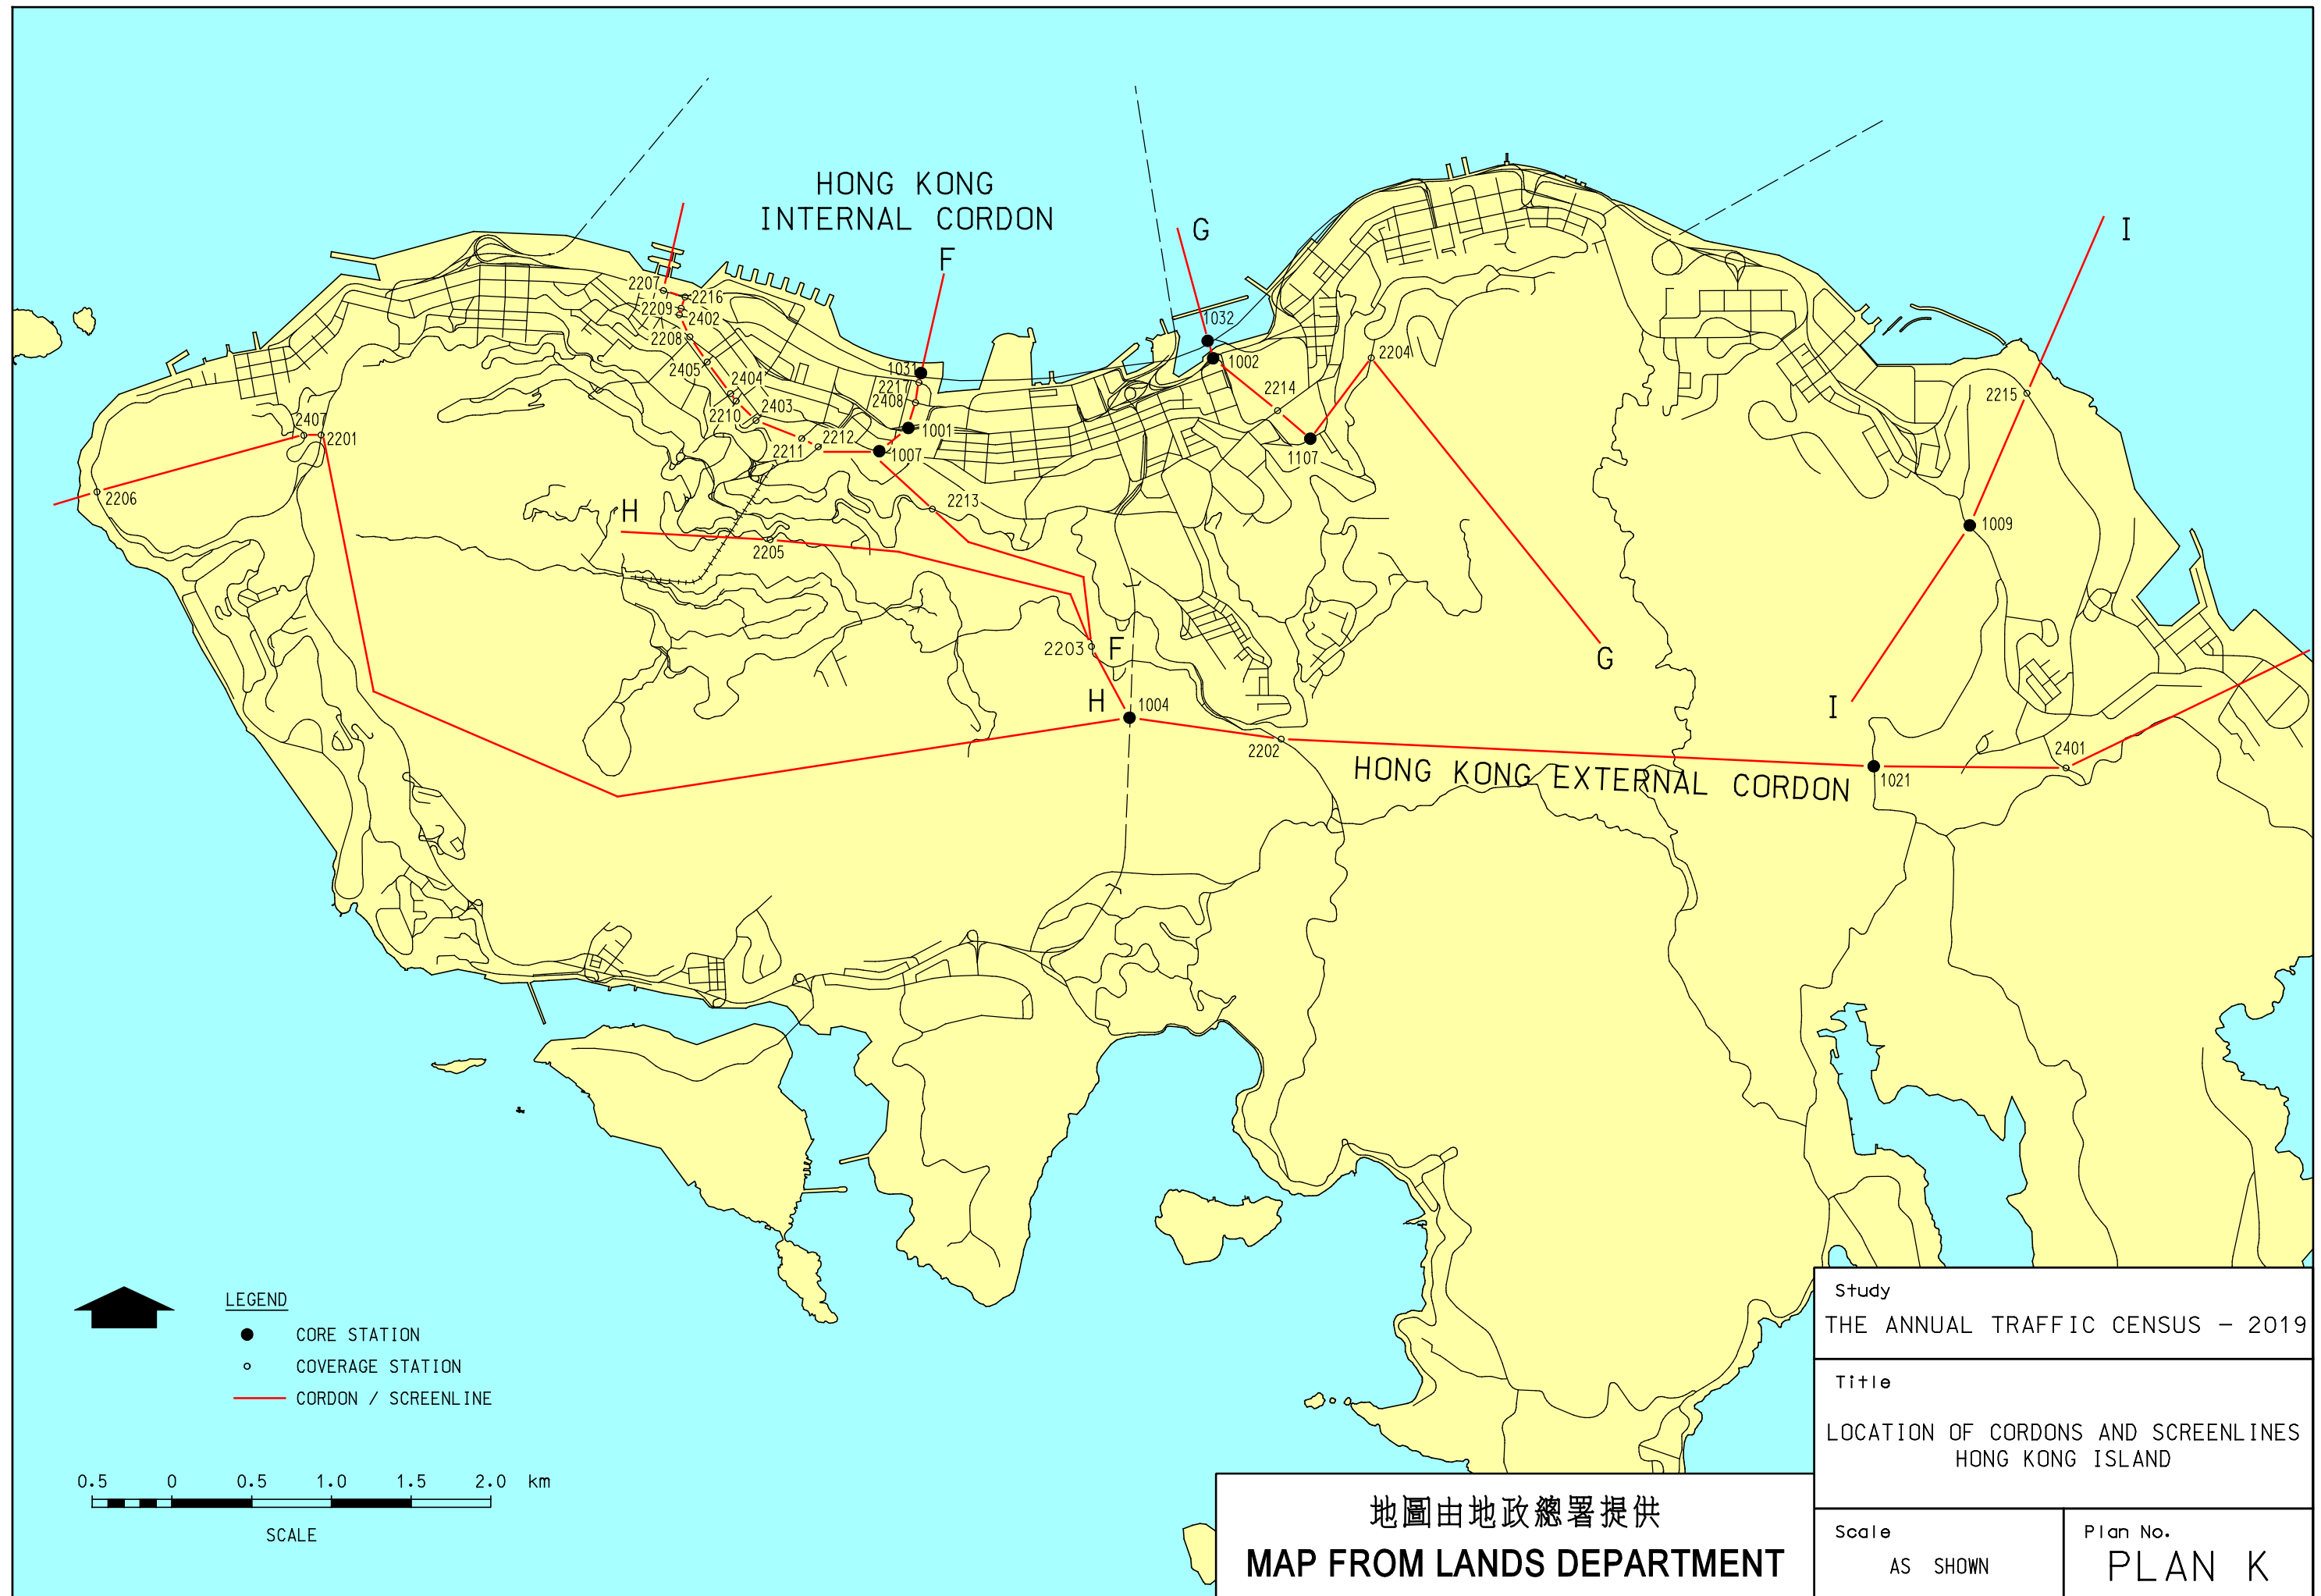 HONG KONG
INTERNAL CORDON
F
G
I
2207
2216
2209
2402
2208
2405
2404
2210
2403
1031
2217
2408
1001
2212
2211
1007
2213
1032
1002
2204
2214
1107
2215
1009
2407
2201
2206
H
2205
2203
F
G
H
1004
I
2202
2401
1021
HONG KONG EXTERNAL CORDON
LEGEND
CORE STATION
COVERAGE STATION
CORDON / SCREENLINE
0.5 0 0.5 1.0 1.5 2.0 km
SCALE
地圖由地政總署提供
MAP FROM LANDS DEPARTMENT
Study
THE ANNUAL TRAFFIC CENSUS - 2019
Title
LOCATION OF CORDONS AND SCREENLINES
HONG KONG ISLAND
Scale
AS SHOWN
Plan No.
PLAN K